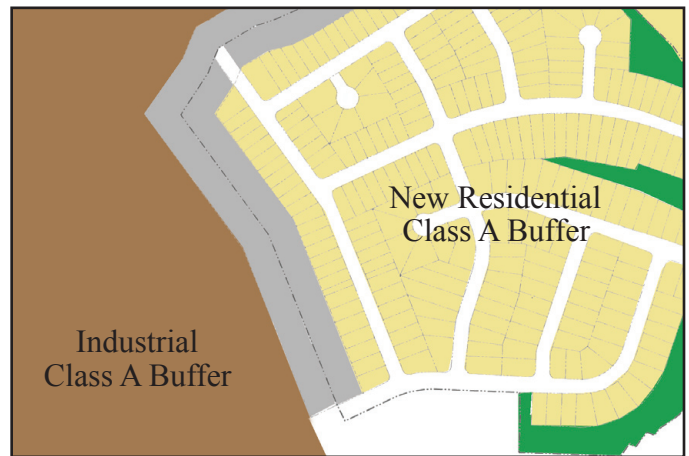 New Residential
Class A Buffer
Industrial
Class A Buffer